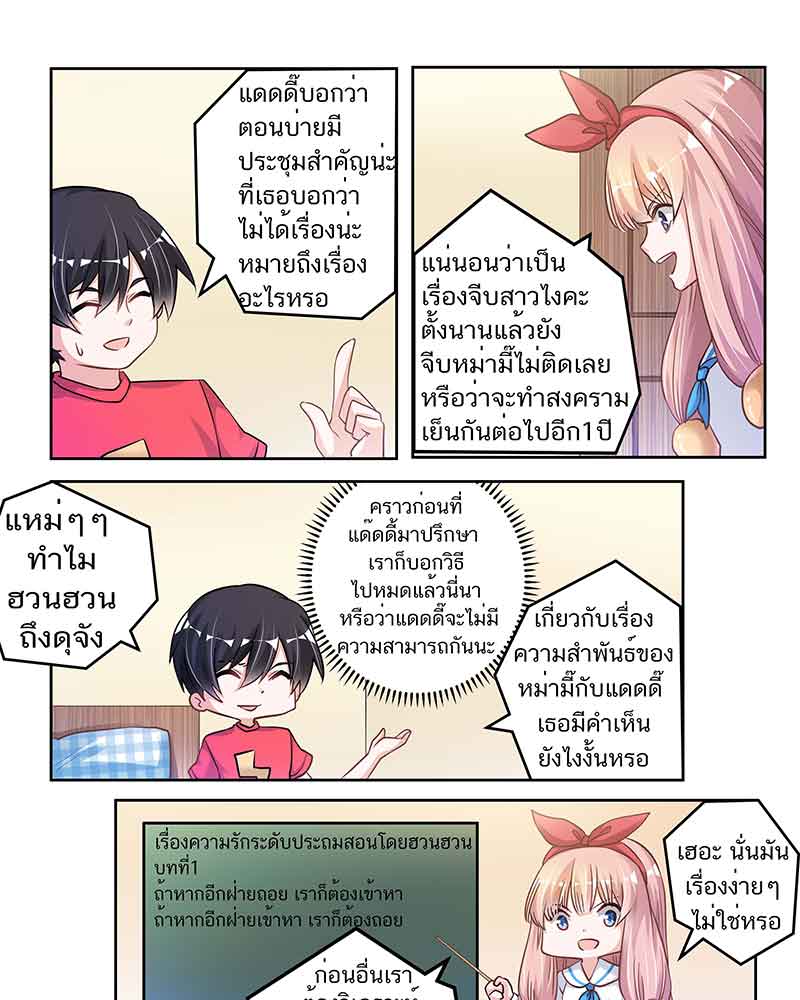 แดดดี๊บอกว่า
ตอนบ่ายมี
ประชุมสำคัญน่ะ
ที่เธอบอกว่า
ไม่ได้เรื่องน่ะ
หมายถึงเรื่อง
อะไรหรอ
แน่นอนว่าเป็น
เรื่องจีบสาวไงคะ
ตั้งนานแล้วยัง
จีบหม่ามี๊ไม่ติดเลย
หรือว่าจะทำสงคราม
เย็นกันต่อไปอีก1ปี
แหม่ๆๆ
ทำไม
ฮวนฮวน
ถึงดุจัง
คราวก่อนที่
แด๊ดดี้มาปรึกษา
เราก็บอกวิธี
ไปหมดแล้วนี่นา
หรือว่าแดดดี๊จะไม่มี
ความสามารถกันนะ
เกี่ยวกับเรื่อง
ความสำพันธ์ของ
หม่ามี๊กับแดดดี๊
เธอมีคำเห็น
ยังไงงั้นหรอ
เรื่องความรักระดับประถมสอนโดยฮวนฮวน
บทที่1
ถ้าหากอีกฝ่ายถอย เราก็ต้องเข้าหา
ถ้าหากอีกฝ่ายเข้าหา เราก็ต้องถอย
เฮอะ นั่นมัน
เรื่องง่ายๆ
ไม่ใช่หรอ
ก่อนอื่นเรา